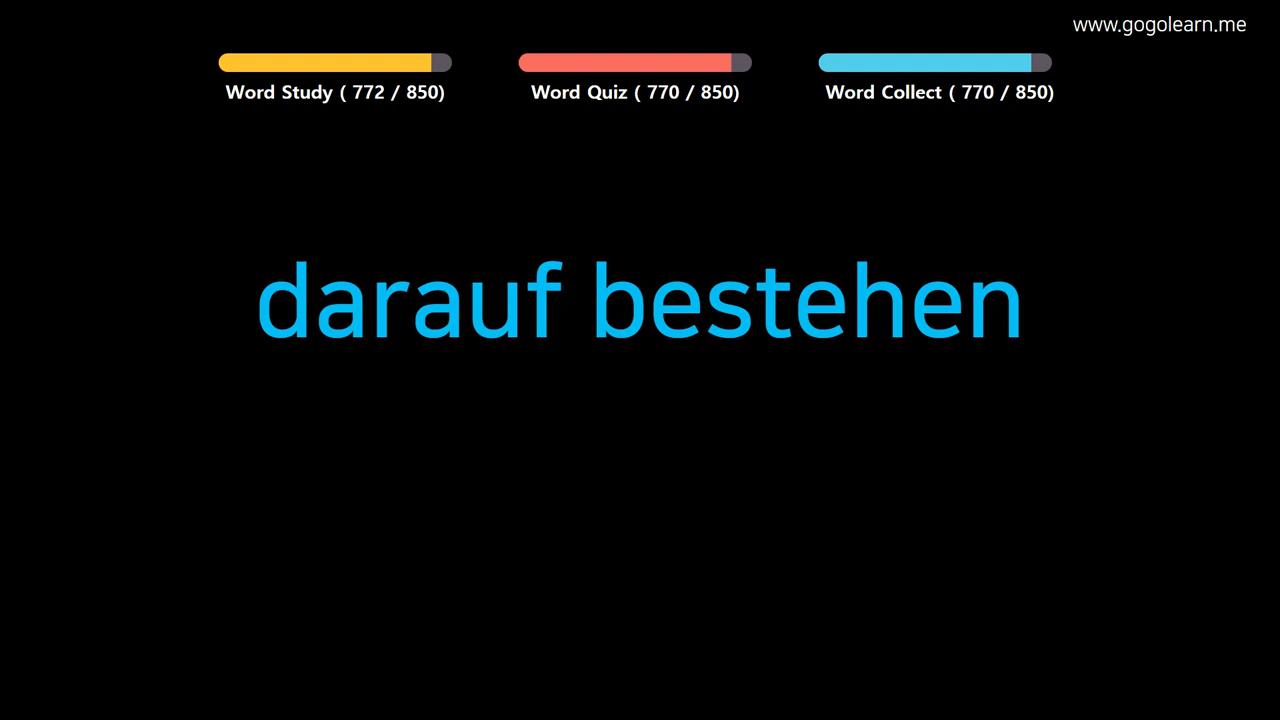 www.gogolearn.me
Word Study ( 772 / 850)
Word Quiz ( 770 / 850)
Word Collect ( 770 / 850)
darauf bestehen